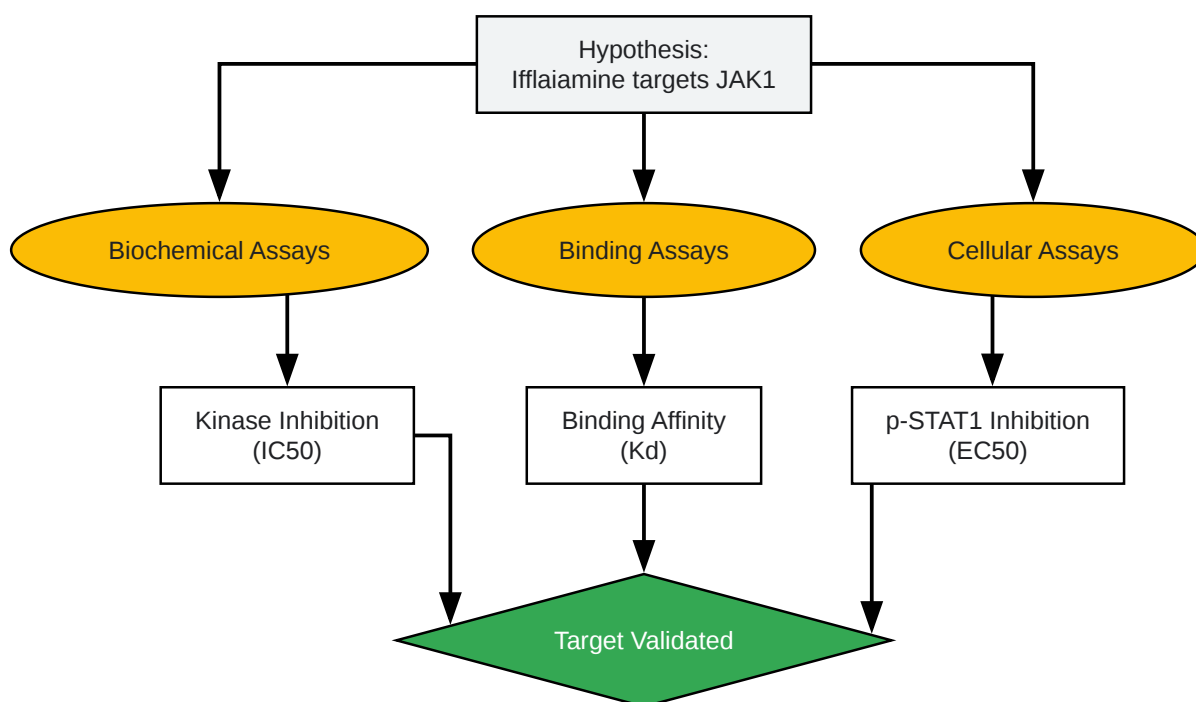 Hypothesis:
Ifflaiamine targets JAK1
Biochemical Assays
Binding Assays
Cellular Assays
Kinase Inhibition
(IC50)
Binding Affinity
(Kd)
p-STAT1 Inhibition
(EC50)
Target Validated